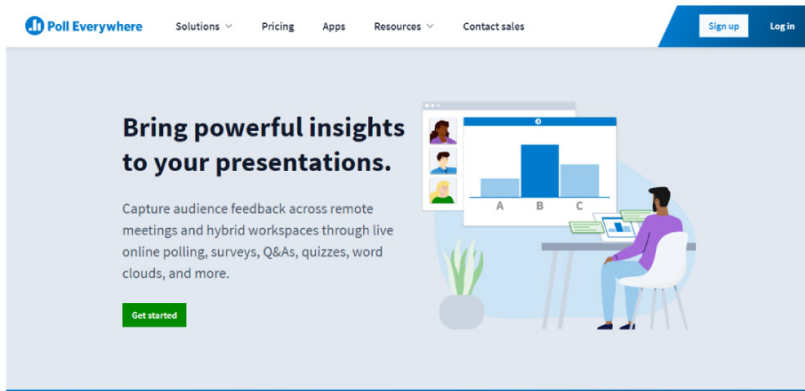 Poll Everywhere Solutions Pricing Apps Resources Contact sales Sign up Log in
Bring powerful insights
to your presentations.
Capture audience feedback across remote
meetings and hybrid workspaces through live
online polling, surveys, Q&As, quizzes, word
clouds, and more.
Get started
A B C